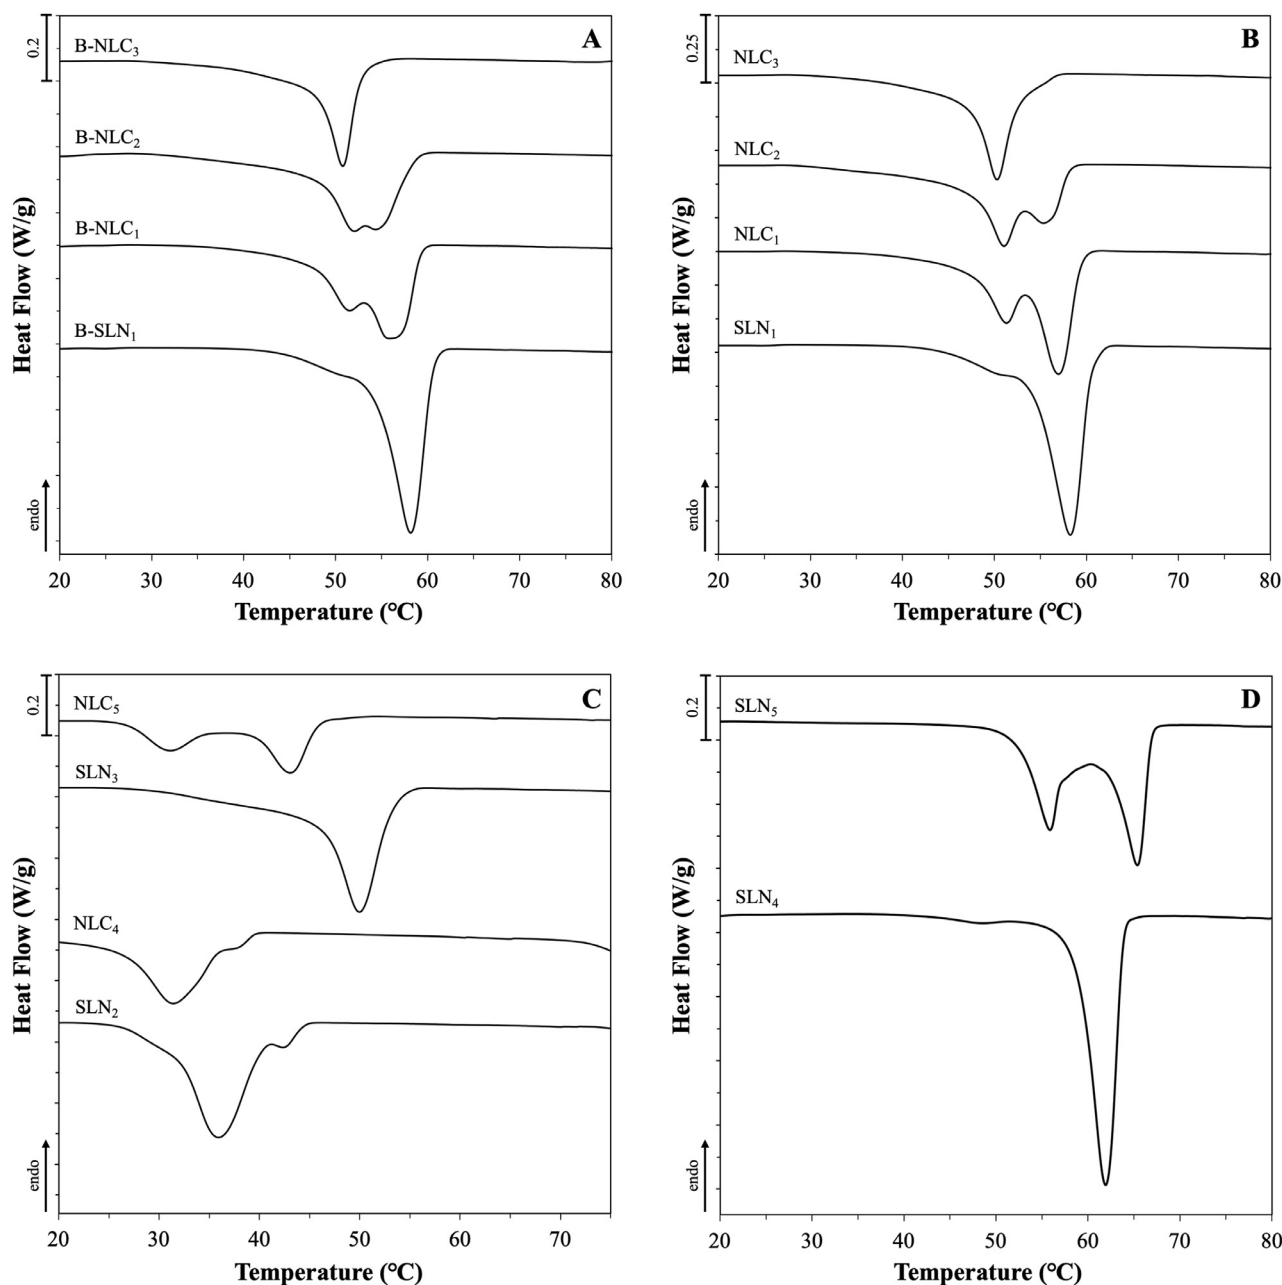 A
0.2
B-NLC₃
B-NLC₂
B-NLC₁
B-SLN₁
Heat Flow (W/g)
endo
20 30 40 50 60 70 80
Temperature (°C)
B
0.25
NLC₃
NLC₂
NLC₁
SLN₁
Heat Flow (W/g)
endo
20 30 40 50 60 70 80
Temperature (°C)
C
0.2
NLC₅
SLN₃
NLC₄
SLN₂
Heat Flow (W/g)
endo
20 30 40 50 60 70
Temperature (°C)
D
0.2
SLN₅
SLN₄
Heat Flow (W/g)
endo
20 30 40 50 60 70 80
Temperature (°C)